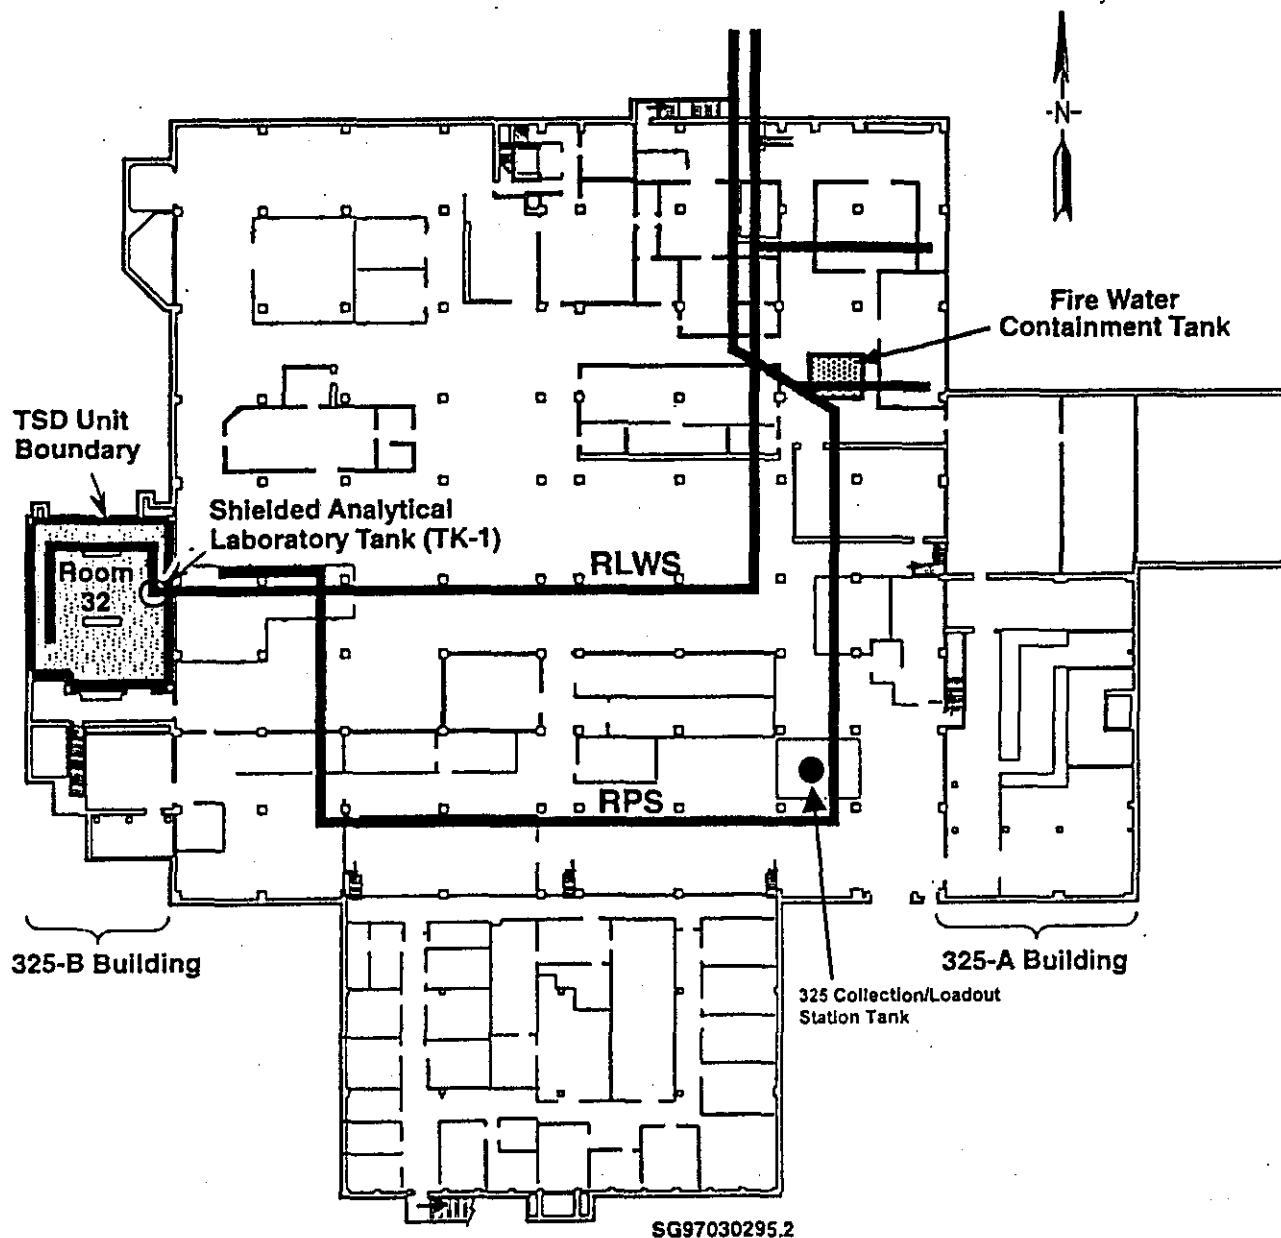 -N-
Fire Water
Containment Tank
TSD Unit
Boundary
Shielded Analytical
Laboratory Tank (TK-1)
Room
32
RLWS
RPS
325-B Building
325-A Building
325 Collection/Loadout
Station Tank
SG97030295.2